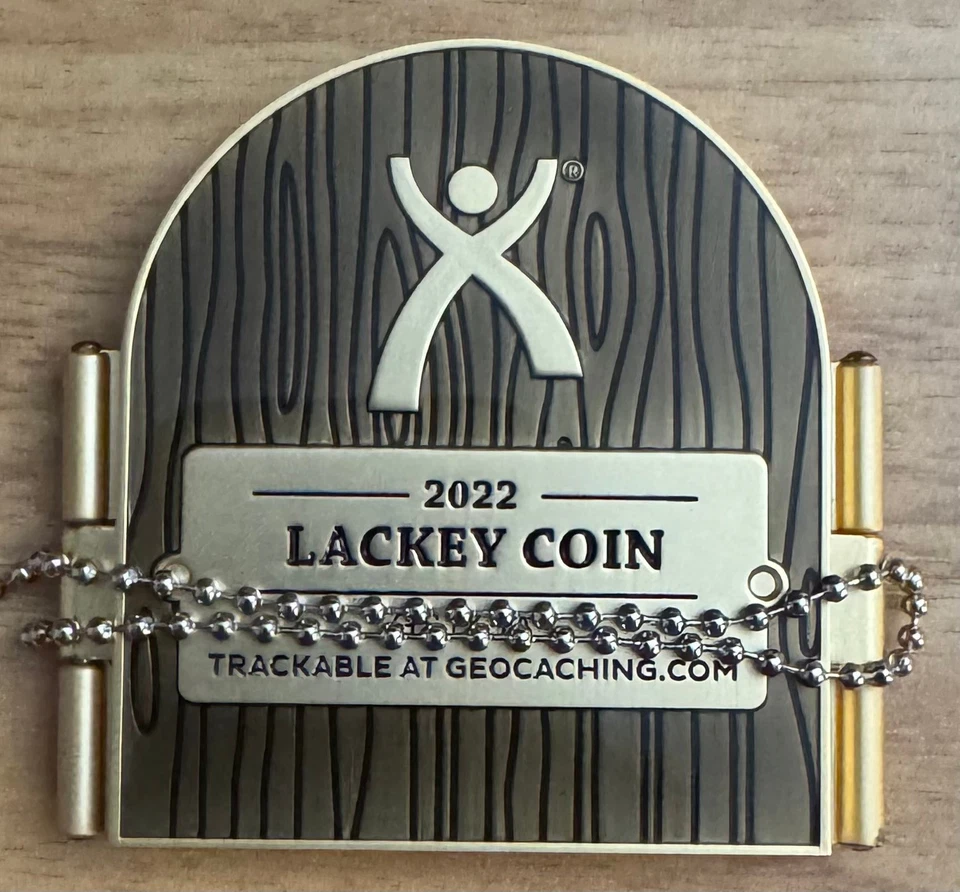 ®
2022
LACKEY COIN
TRACKABLE AT GEOCACHING.COM